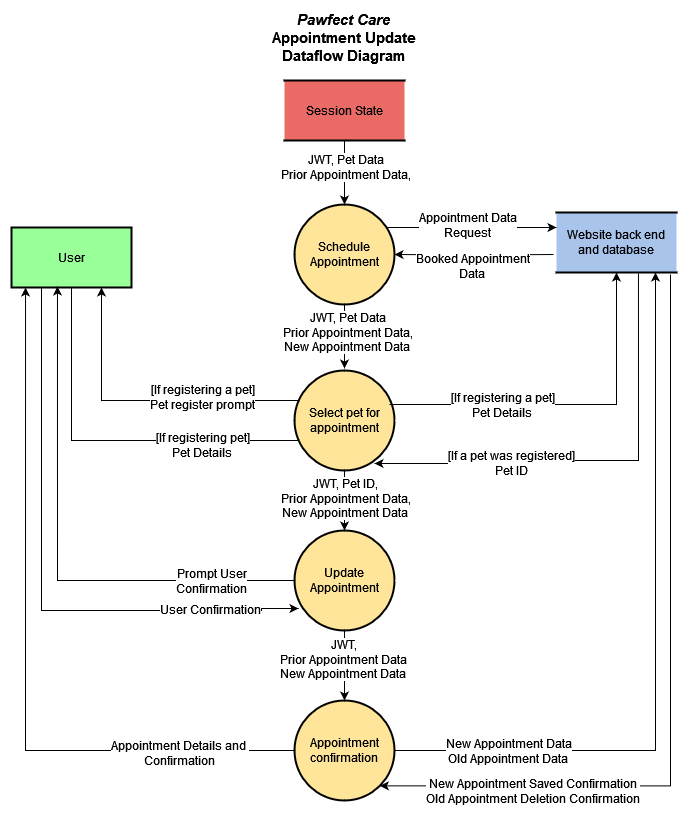 Pawfect Care
Appointment Update
Dataflow Diagram
Session State
JWT, Pet Data
Prior Appointment Data,
Schedule
Appointment
Appointment Data
Request
Booked Appointment
Data
Website back end
and database
User
JWT, Pet Data
Prior Appointment Data,
New Appointment Data
[If registering a pet]
Pet register prompt
Select pet for
appointment
[If registering a pet]
Pet Details
[If registering pet]
Pet Details
[If a pet was registered]
Pet ID
JWT, Pet ID,
Prior Appointment Data,
New Appointment Data
Prompt User
Confirmation
Update
Appointment
User Confirmation
JWT,
Prior Appointment Data
New Appointment Data
Appointment Details and
Confirmation
Appointment
confirmation
New Appointment Data
Old Appointment Data
New Appointment Saved Confirmation
Old Appointment Deletion Confirmation